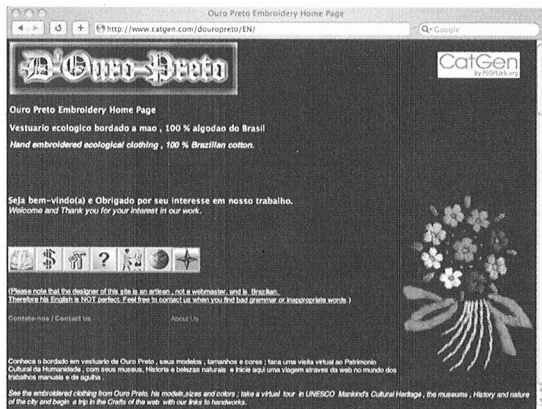 Ouro Preto Embroidery Home Page
http://www.catgen.com/douropreto/EN/
Google
D'Ouro-Preto
CatGen
by PEOPLink.org
Ouro Preto Embroidery Home Page
Vestuario ecologico bordado a mao , 100 % algodao do Brasil
Hand embroidered ecological clothing , 100 % Brazilian cotton.
Seja bem-vindo(a) e Obrigado por seu interesse em nosso trabalho.
Welcome and Thank you for your interest in our work.
$ ?
(Please note that the designer of this site is an artisan , not a webmaster, and is Brazilian.
Therefore his English is NOT perfect. Feel free to contact us when you find bad grammar or inappropriate words .)
Contate-nos / Contact us
About Us
Conheca o bordado em vestuario de Ouro Preto , seus modelos , tamanhos e cores ; faca uma visita virtual ao Patrimonio
Cultural da Humanidade , com seus museus, Historia e belezas naturais e inicie aqui uma viagem atraves da web no mundo dos
trabalhos manuais e de agulha .
See the embroidered clothing from Ouro Preto, his models,sizes and colors ; take a virtual tour in UNESCO Mankind's Cultural Heritage , the museums , History and nature
of the city and begin a trip in the Crafts of the web with our links to handworks.